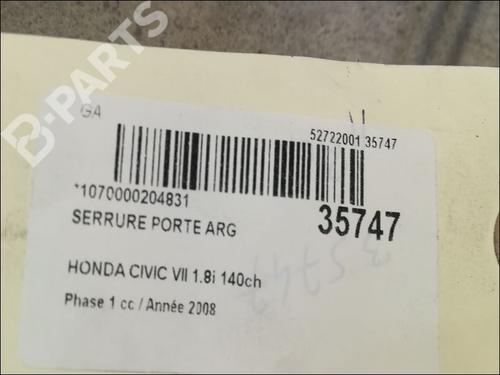 B-PARTS
GA
52722001 35747
*1070000204831
35747
SERRURE PORTE ARG
35747
HONDA CIVIC VII 1.8i 140ch
Phase 1 cc / Année 2008